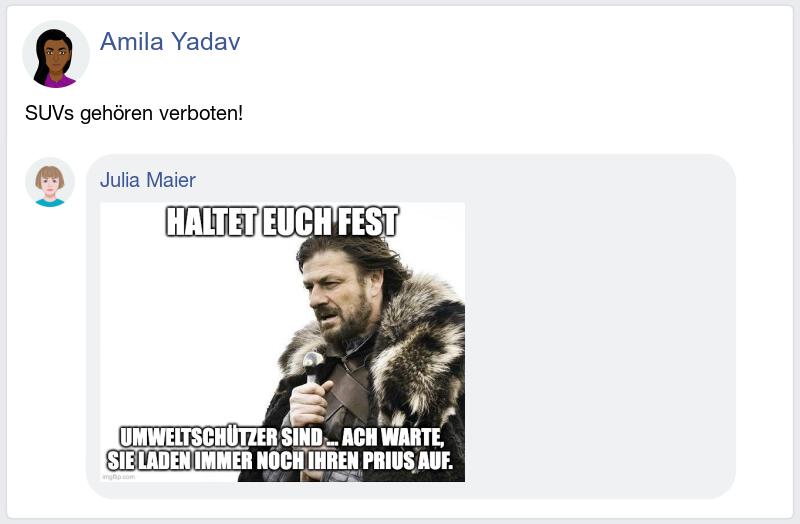 Amila Yadav
SUVs gehören verboten!
Julia Maier
HALTET EUCH FEST
UMWELTSCHÜTZER SIND ... ACH WARTE,
SIE LADEN IMMER NOCH IHREN PRIUS AUF.
imgflip.com